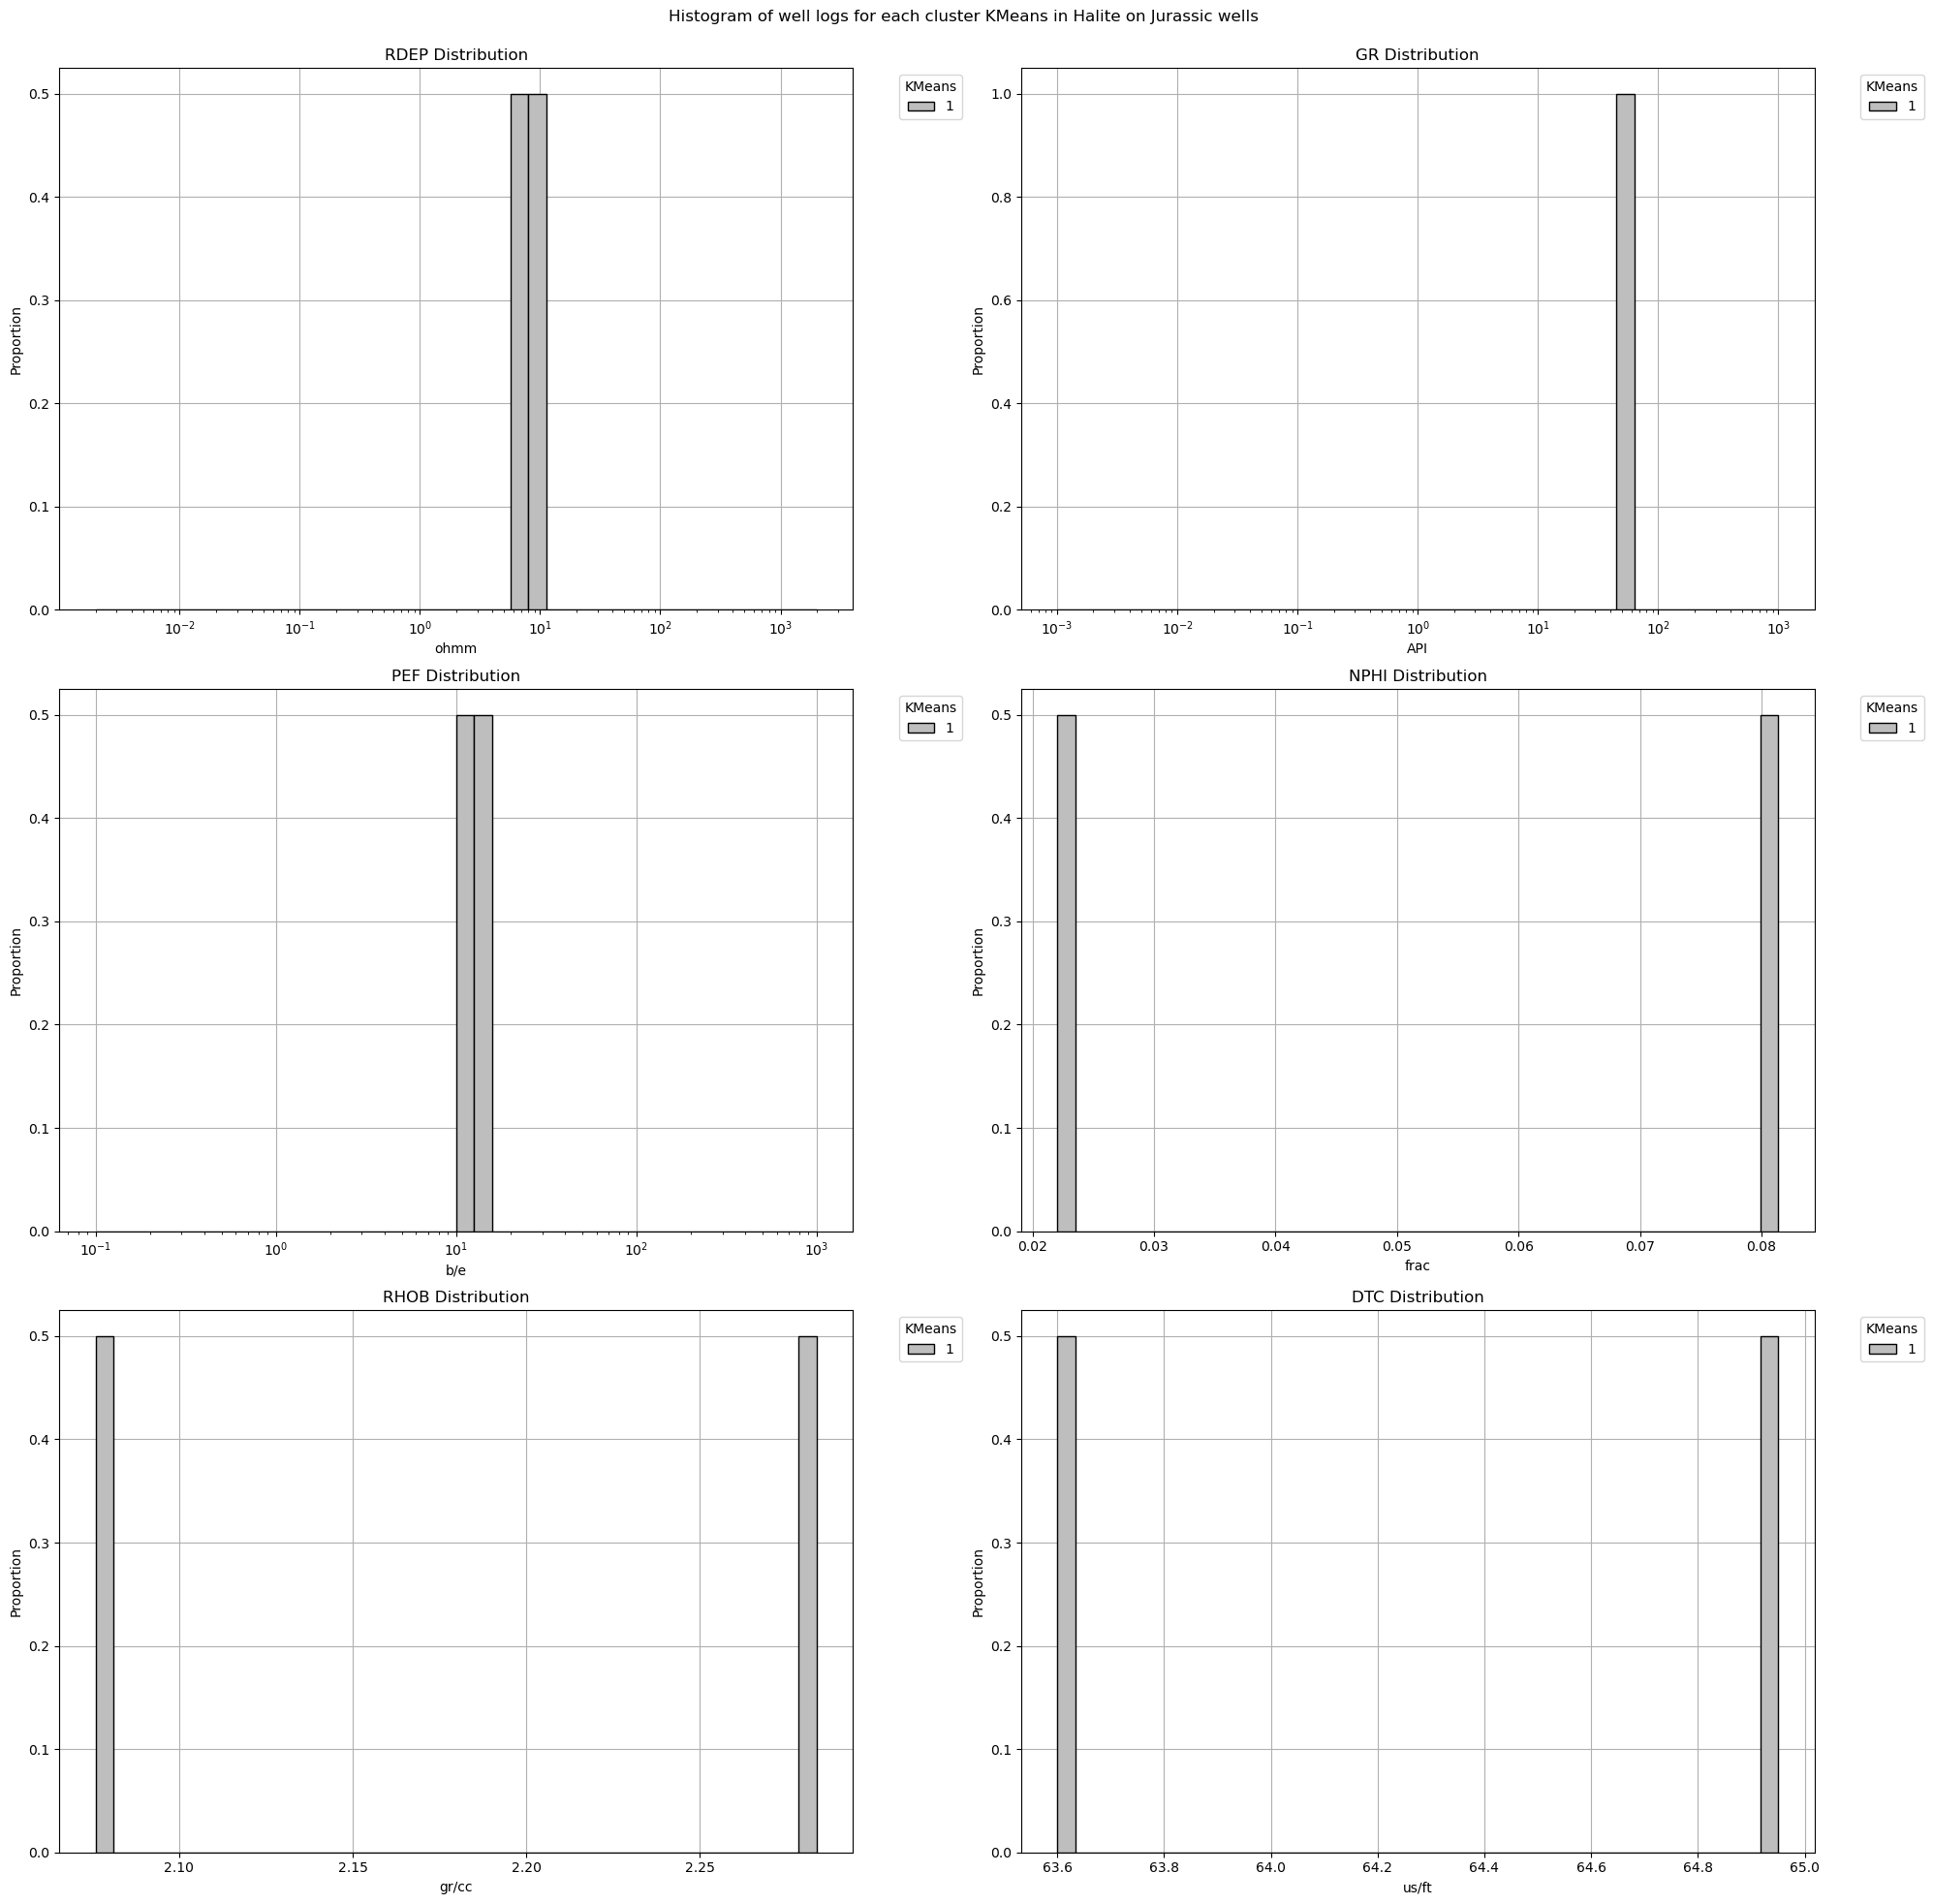 Histogram of well logs for each cluster KMeans in Halite on Jurassic wells
RDEP Distribution
0.5
0.4
0.3
0.2
0.1
0.0
Proportion
10⁻² 10⁻¹ 10⁰ 10¹ 10² 10³
ohmm
KMeans
1
GR Distribution
1.0
0.8
0.6
0.4
0.2
0.0
Proportion
10⁻³ 10⁻² 10⁻¹ 10⁰ 10¹ 10² 10³
API
KMeans
1
PEF Distribution
0.5
0.4
0.3
0.2
0.1
0.0
Proportion
10⁻¹ 10⁰ 10¹ 10² 10³
b/e
KMeans
1
NPHI Distribution
0.5
0.4
0.3
0.2
0.1
0.0
Proportion
0.02 0.03 0.04 0.05 0.06 0.07 0.08
frac
KMeans
1
RHOB Distribution
0.5
0.4
0.3
0.2
0.1
0.0
Proportion
2.10 2.15 2.20 2.25
gr/cc
KMeans
1
DTC Distribution
0.5
0.4
0.3
0.2
0.1
0.0
Proportion
63.6 63.8 64.0 64.2 64.4 64.6 64.8 65.0
us/ft
KMeans
1